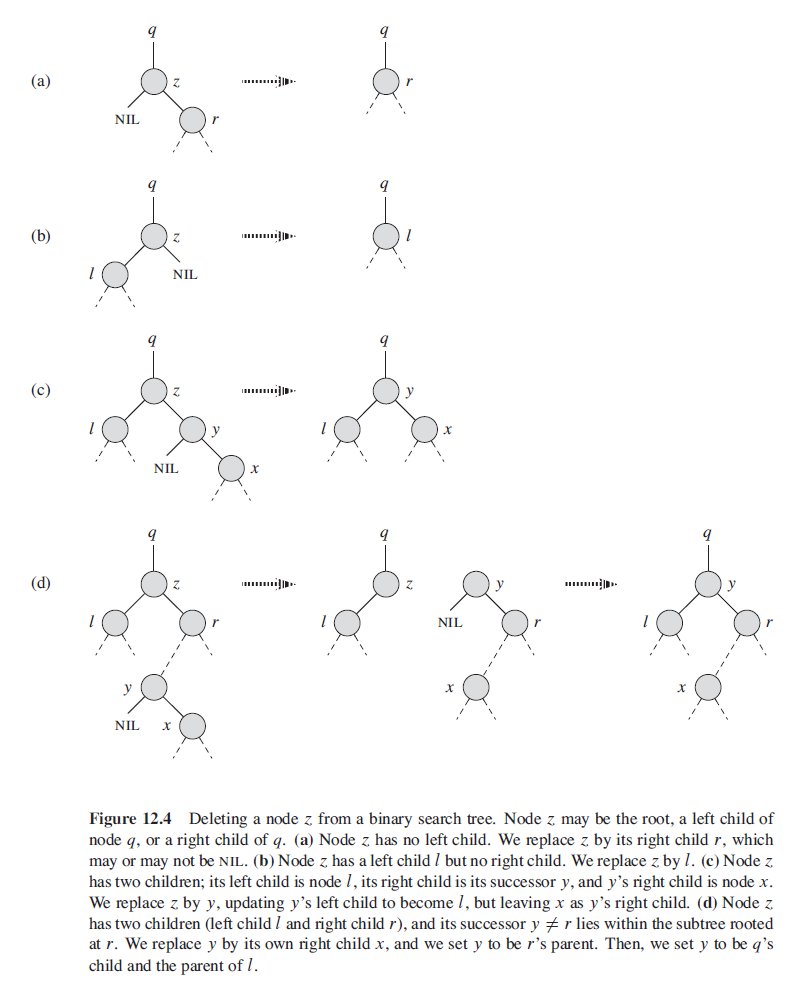 q q
(a) z r
NIL r
q q
(b) z l
l NIL
q q
(c) z y
l y l x
NIL x
q q q
(d) z z y y
l r l NIL r l r
y x x
NIL x
Figure 12.4 Deleting a node z from a binary search tree. Node z may be the root, a left child of
node q, or a right child of q. (a) Node z has no left child. We replace z by its right child r, which
may or may not be NIL. (b) Node z has a left child l but no right child. We replace z by l. (c) Node z
has two children; its left child is node l, its right child is its successor y, and y’s right child is node x.
We replace z by y, updating y’s left child to become l, but leaving x as y’s right child. (d) Node z
has two children (left child l and right child r), and its successor y ≠ r lies within the subtree rooted
at r. We replace y by its own right child x, and we set y to be r’s parent. Then, we set y to be q’s
child and the parent of l.